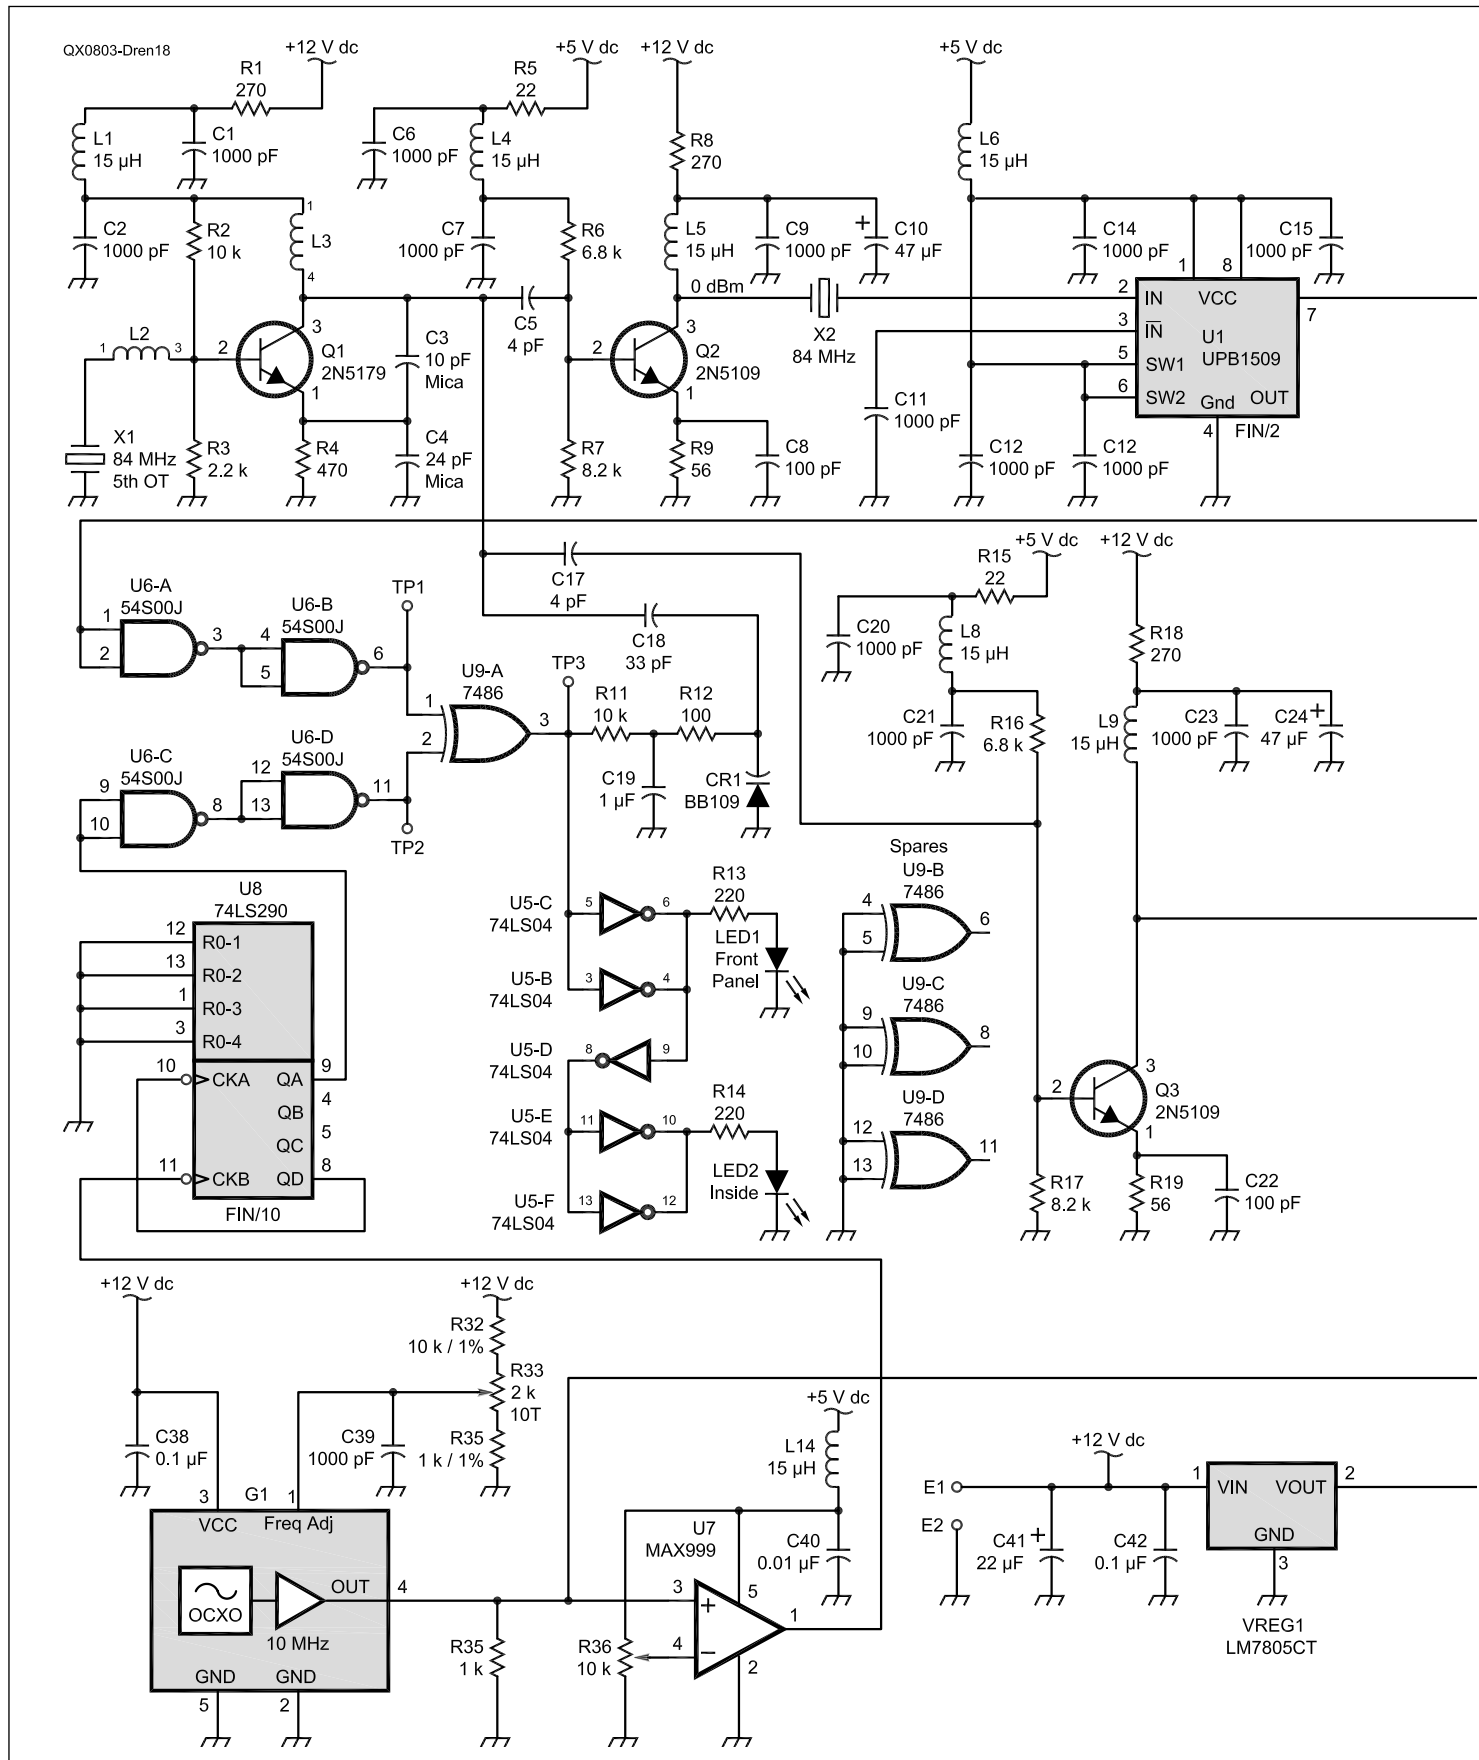 QX0803-Dren18
+12 V dc
R1
270
L1
15 µH
C1
1000 pF
C2
1000 pF
R2
10 k
1
L3
4
L2
1
3
2
3
Q1
2N5179
1
X1
84 MHz
5th OT
R3
2.2 k
R4
470
C3
10 pF
Mica
C4
24 pF
Mica
+5 V dc
R5
22
C6
1000 pF
L4
15 µH
C7
1000 pF
R6
6.8 k
C5
4 pF
R7
8.2 k
+12 V dc
R8
270
L5
15 µH
C9
1000 pF
+
C10
47 µF
0 dBm
2
3
Q2
2N5109
1
R9
56
C8
100 pF
X2
84 MHz
C11
1000 pF
+5 V dc
L6
15 µH
C14
1000 pF
C15
1000 pF
1
8
2
IN
VCC
7
3
IN
U1
UPB1509
5
SW1
6
SW2
Gnd
OUT
4
FIN/2
C12
1000 pF
C12
1000 pF
U6-A
54S00J
1
2
3
U6-B
54S00J
4
5
6
TP1
U6-C
54S00J
9
10
8
U6-D
54S00J
12
13
11
TP2
U9-A
7486
1
2
3
TP3
C17
4 pF
C18
33 pF
R11
10 k
R12
100
C19
1 µF
CR1
BB109
+5 V dc
R15
22
C20
1000 pF
L8
15 µH
C21
1000 pF
R16
6.8 k
+12 V dc
R18
270
L9
15 µH
C23
1000 pF
C24
+
47 µF
U8
74LS290
12
R0-1
13
R0-2
1
R0-3
3
R0-4
10
CKA
QA
9
QB
4
QC
5
11
CKB
QD
8
FIN/10
U5-C
74LS04
5
6
U5-B
74LS04
3
4
U5-D
74LS04
8
9
U5-E
74LS04
11
10
U5-F
74LS04
13
12
R13
220
LED1
Front
Panel
R14
220
LED2
Inside
Spares
U9-B
7486
4
5
6
U9-C
7486
9
10
8
U9-D
7486
12
13
11
2
3
Q3
2N5109
1
R17
8.2 k
R19
56
C22
100 pF
+12 V dc
C38
0.1 µF
+12 V dc
R32
10 k / 1%
R33
2 k
10T
R35
1 k / 1%
C39
1000 pF
3
G1
1
VCC
Freq Adj
OCXO
OUT
4
10 MHz
GND
GND
5
2
R35
1 k
R36
10 k
U7
MAX999
3
+
4
–
5
1
2
+5 V dc
L14
15 µH
C40
0.01 µF
+12 V dc
E1
E2
C41
+
22 µF
C42
0.1 µF
1
VIN
VOUT
2
GND
3
VREG1
LM7805CT